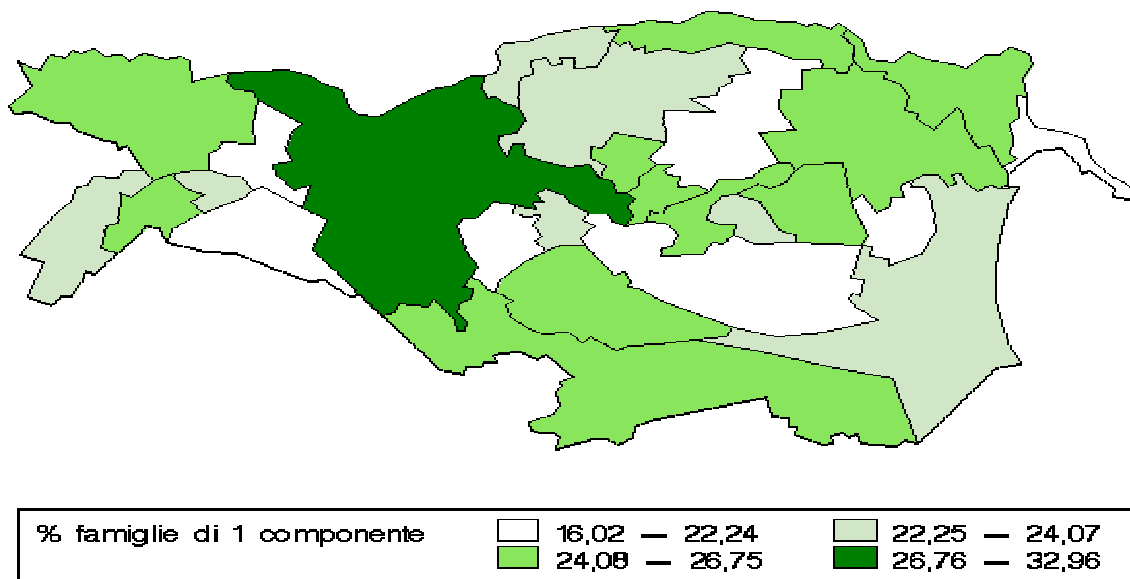 % famiglie di 1 componente
16,02 — 22,24
22,25 — 24,07
24,08 — 26,75
26,76 — 32,96